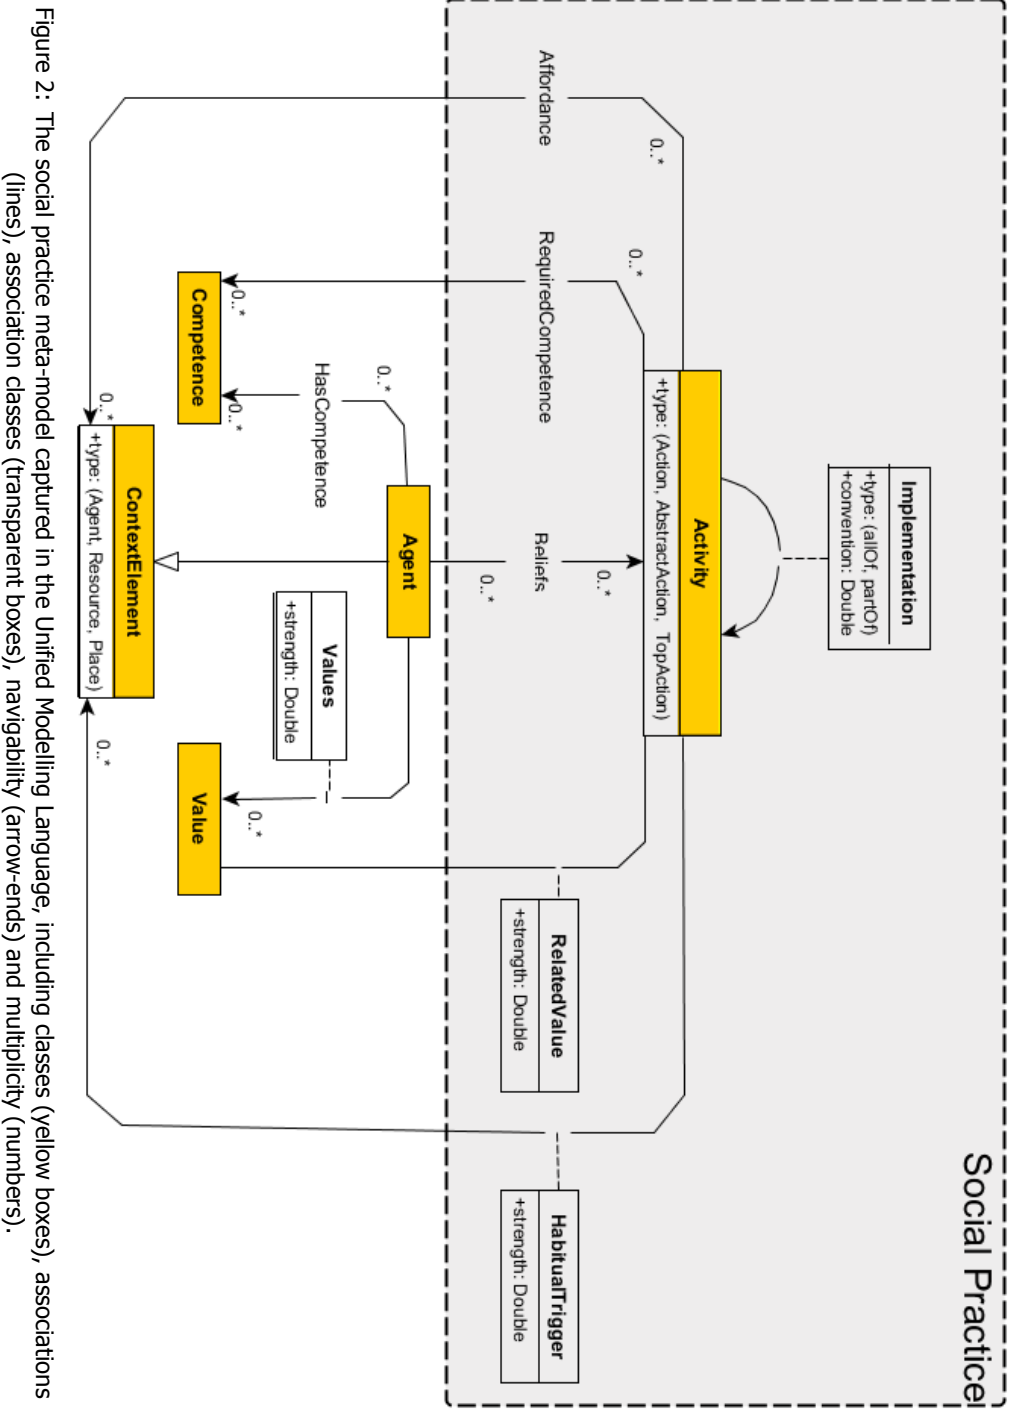 Social Practice
Implementation
+type: (allOf, partOf)
+convention: Double
Activity
+type: (Action, AbstractAction, TopAction)
0..*
0..*
0..*
Affordance
RequiredCompetence
Beliefs
RelatedValue
+strength: Double
HabitualTrigger
+strength: Double
0..*
0..*
HasCompetence
Agent
Values
+strength: Double
0..*
0..*
0..*
Competence
Value
0..*
0..*
ContextElement
+type: (Agent, Resource, Place)
Figure 2: The social practice meta-model captured in the Unified Modelling Language, including classes (yellow boxes), associations
(lines), association classes (transparent boxes), navigability (arrow-ends) and multiplicity (numbers).